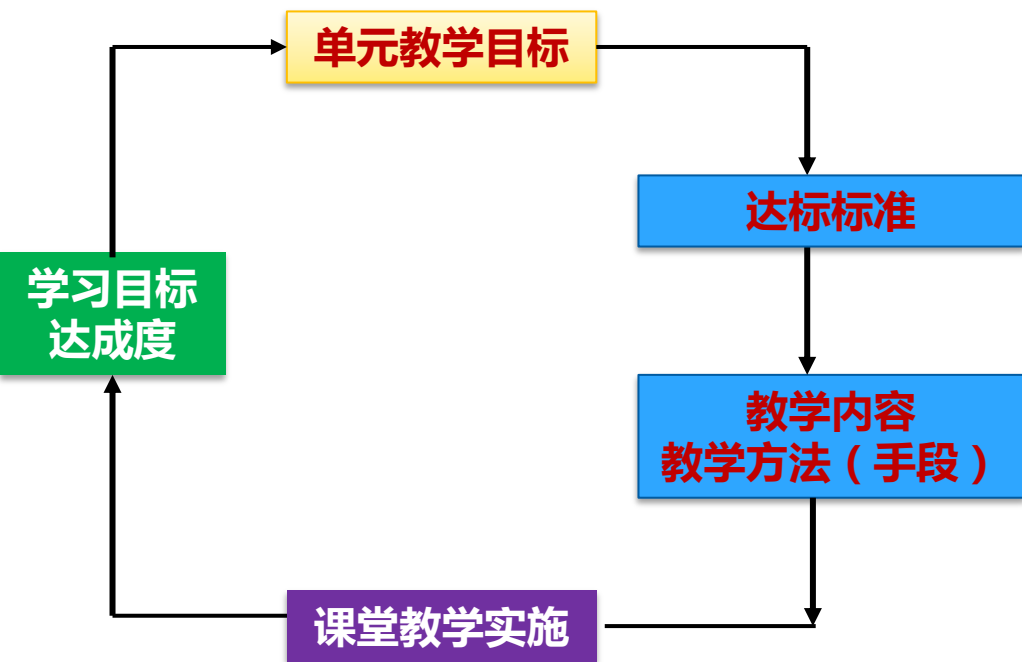 单元教学目标
达标标准
学习目标
达成度
教学内容
教学方法（手段）
课堂教学实施